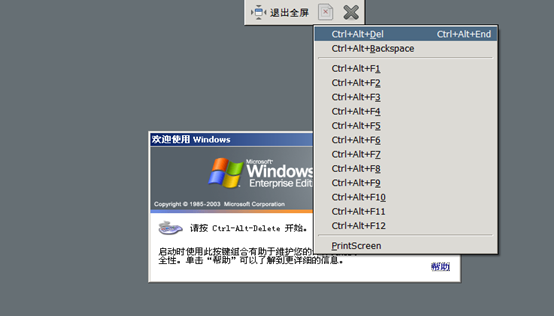 退出全屏
Ctrl+Alt+Del Ctrl+Alt+End
Ctrl+Alt+Backspace
Ctrl+Alt+F1
Ctrl+Alt+F2
Ctrl+Alt+F3
Ctrl+Alt+F4
Ctrl+Alt+F5
Ctrl+Alt+F6
Ctrl+Alt+F7
Ctrl+Alt+F8
Ctrl+Alt+F9
Ctrl+Alt+F10
Ctrl+Alt+F11
Ctrl+Alt+F12
PrintScreen
欢迎使用 Windows
Microsoft
Windows
Enterprise Edit
Copyright © 1985-2003 Microsoft Corporation
请按 Ctrl-Alt-Delete 开始。
启动时使用此按键组合有助于维护您的
全性。单击“帮助”可以了解到更详细的信息。
帮助